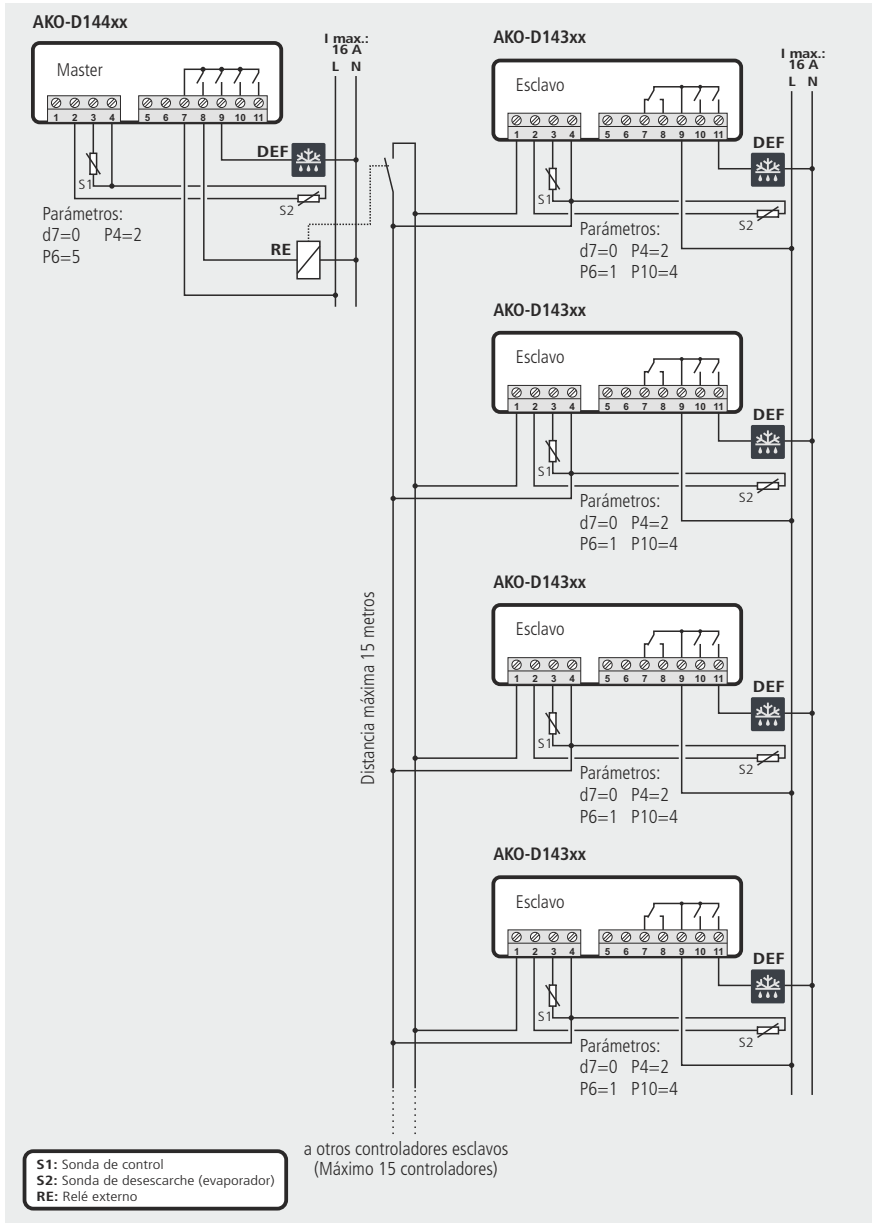 AKO-D144xx
I max.:
16 A
L N
Master
1 2 3 4 5 6 7 8 9 10 11
DEF
S1
S2
Parámetros:
d7=0 P4=2
P6=5
RE
AKO-D143xx
I max.:
16 A
L N
Esclavo
1 2 3 4 5 6 7 8 9 10 11
DEF
S1
S2
Parámetros:
d7=0 P4=2
P6=1 P10=4
AKO-D143xx
Esclavo
1 2 3 4 5 6 7 8 9 10 11
DEF
S1
S2
Parámetros:
d7=0 P4=2
P6=1 P10=4
AKO-D143xx
Esclavo
1 2 3 4 5 6 7 8 9 10 11
DEF
S1
S2
Parámetros:
d7=0 P4=2
P6=1 P10=4
AKO-D143xx
Esclavo
1 2 3 4 5 6 7 8 9 10 11
DEF
S1
S2
Parámetros:
d7=0 P4=2
P6=1 P10=4
Distancia máxima 15 metros
a otros controladores esclavos
(Máximo 15 controladores)
S1: Sonda de control
S2: Sonda de desescarche (evaporador)
RE: Relé externo